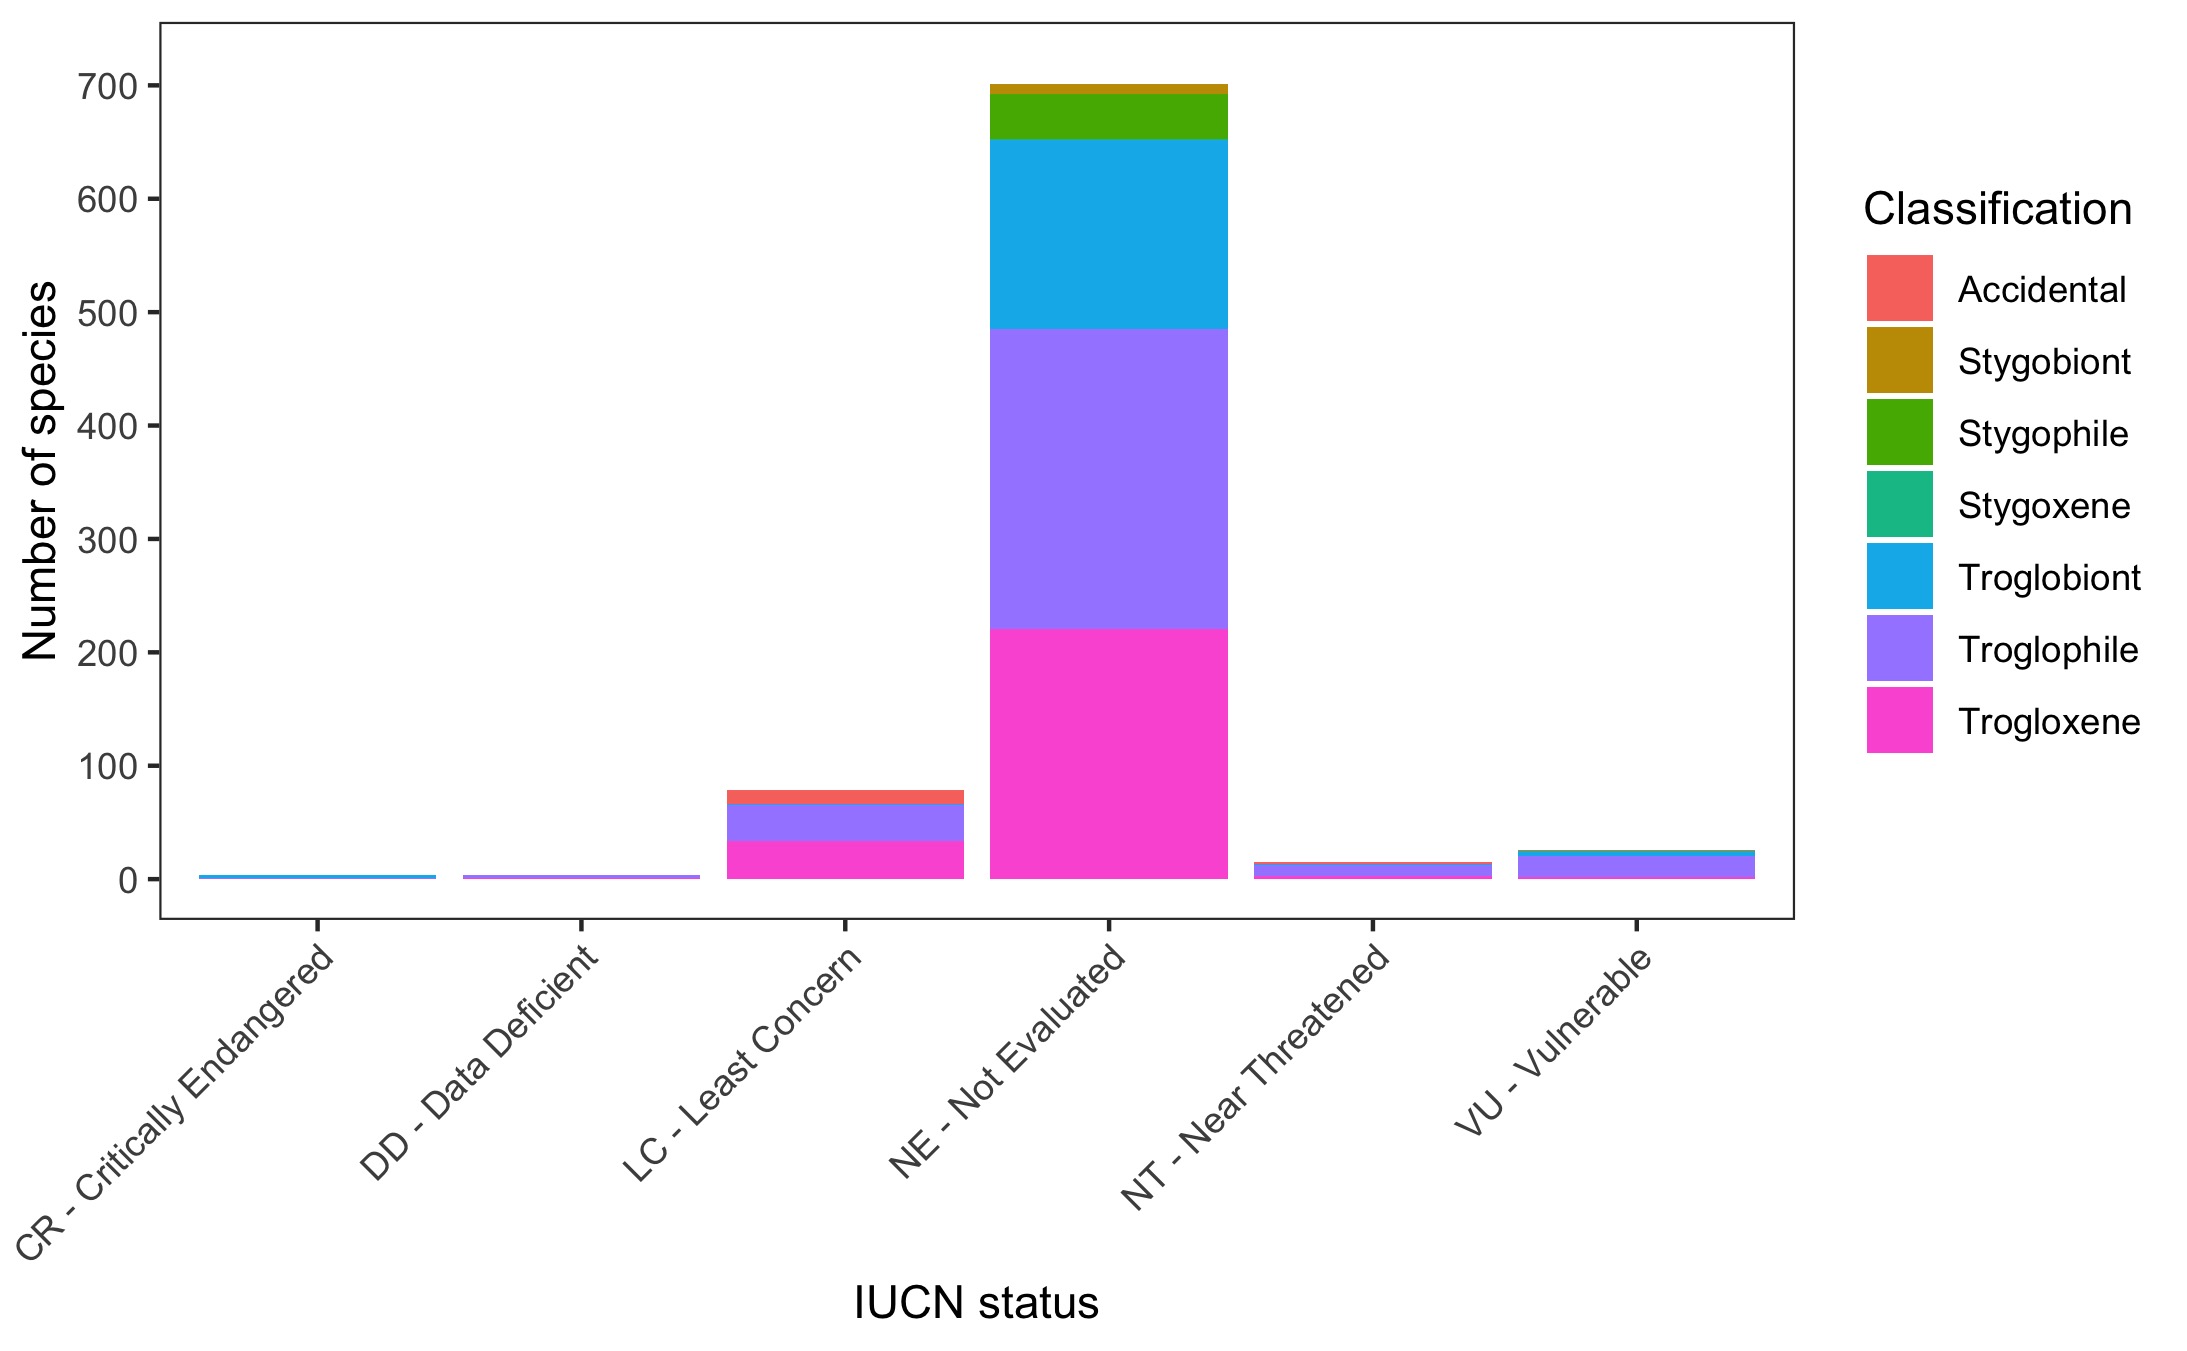 Number of species
700
600
500
400
300
200
100
0
CR - Critically Endangered
DD - Data Deficient
LC - Least Concern
NE - Not Evaluated
NT - Near Threatened
VU - Vulnerable
IUCN status
Classification
Accidental
Stygobiont
Stygophile
Stygoxene
Troglobiont
Troglophile
Trogloxene